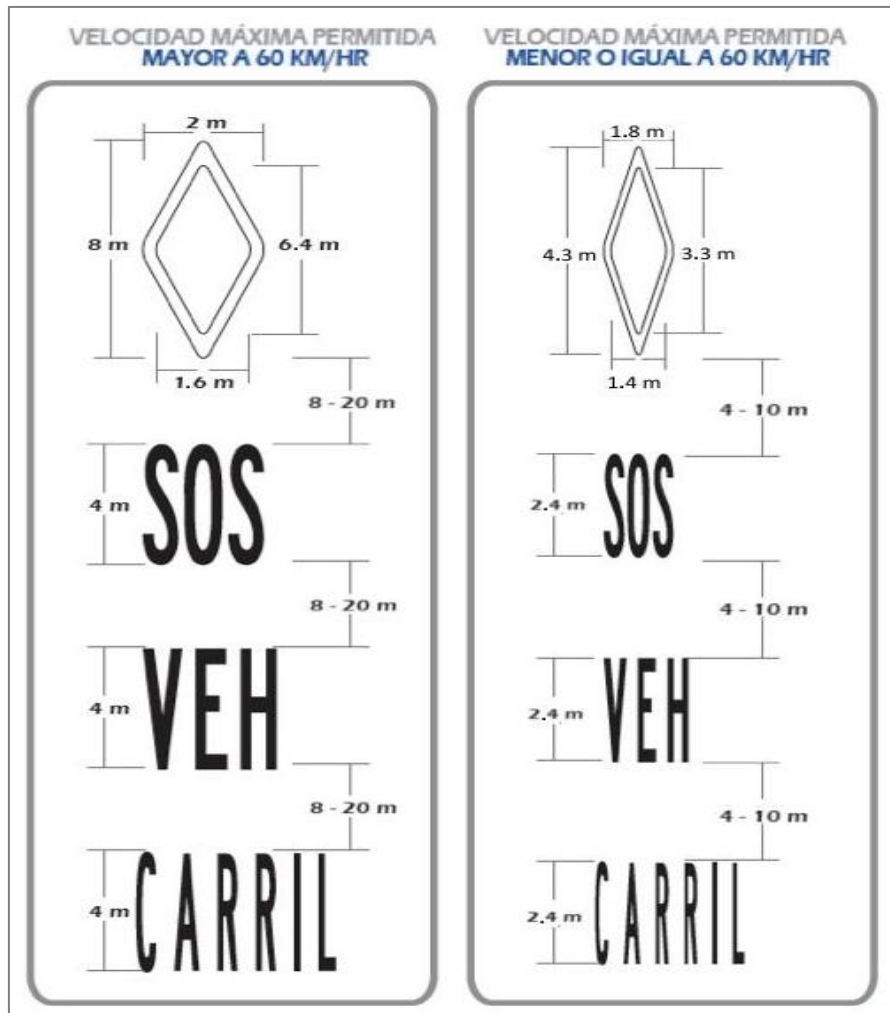 VELOCIDAD MÁXIMA PERMITIDA
MAYOR A 60 KM/HR
2 m
8 m
6.4 m
1.6 m
8 - 20 m
SOS
4 m
8 - 20 m
VEH
4 m
8 - 20 m
CARRIL
4 m
VELOCIDAD MÁXIMA PERMITIDA
MENOR O IGUAL A 60 KM/HR
1.8 m
4.3 m
3.3 m
1.4 m
4 - 10 m
SOS
2.4 m
4 - 10 m
VEH
2.4 m
4 - 10 m
CARRIL
2.4 m